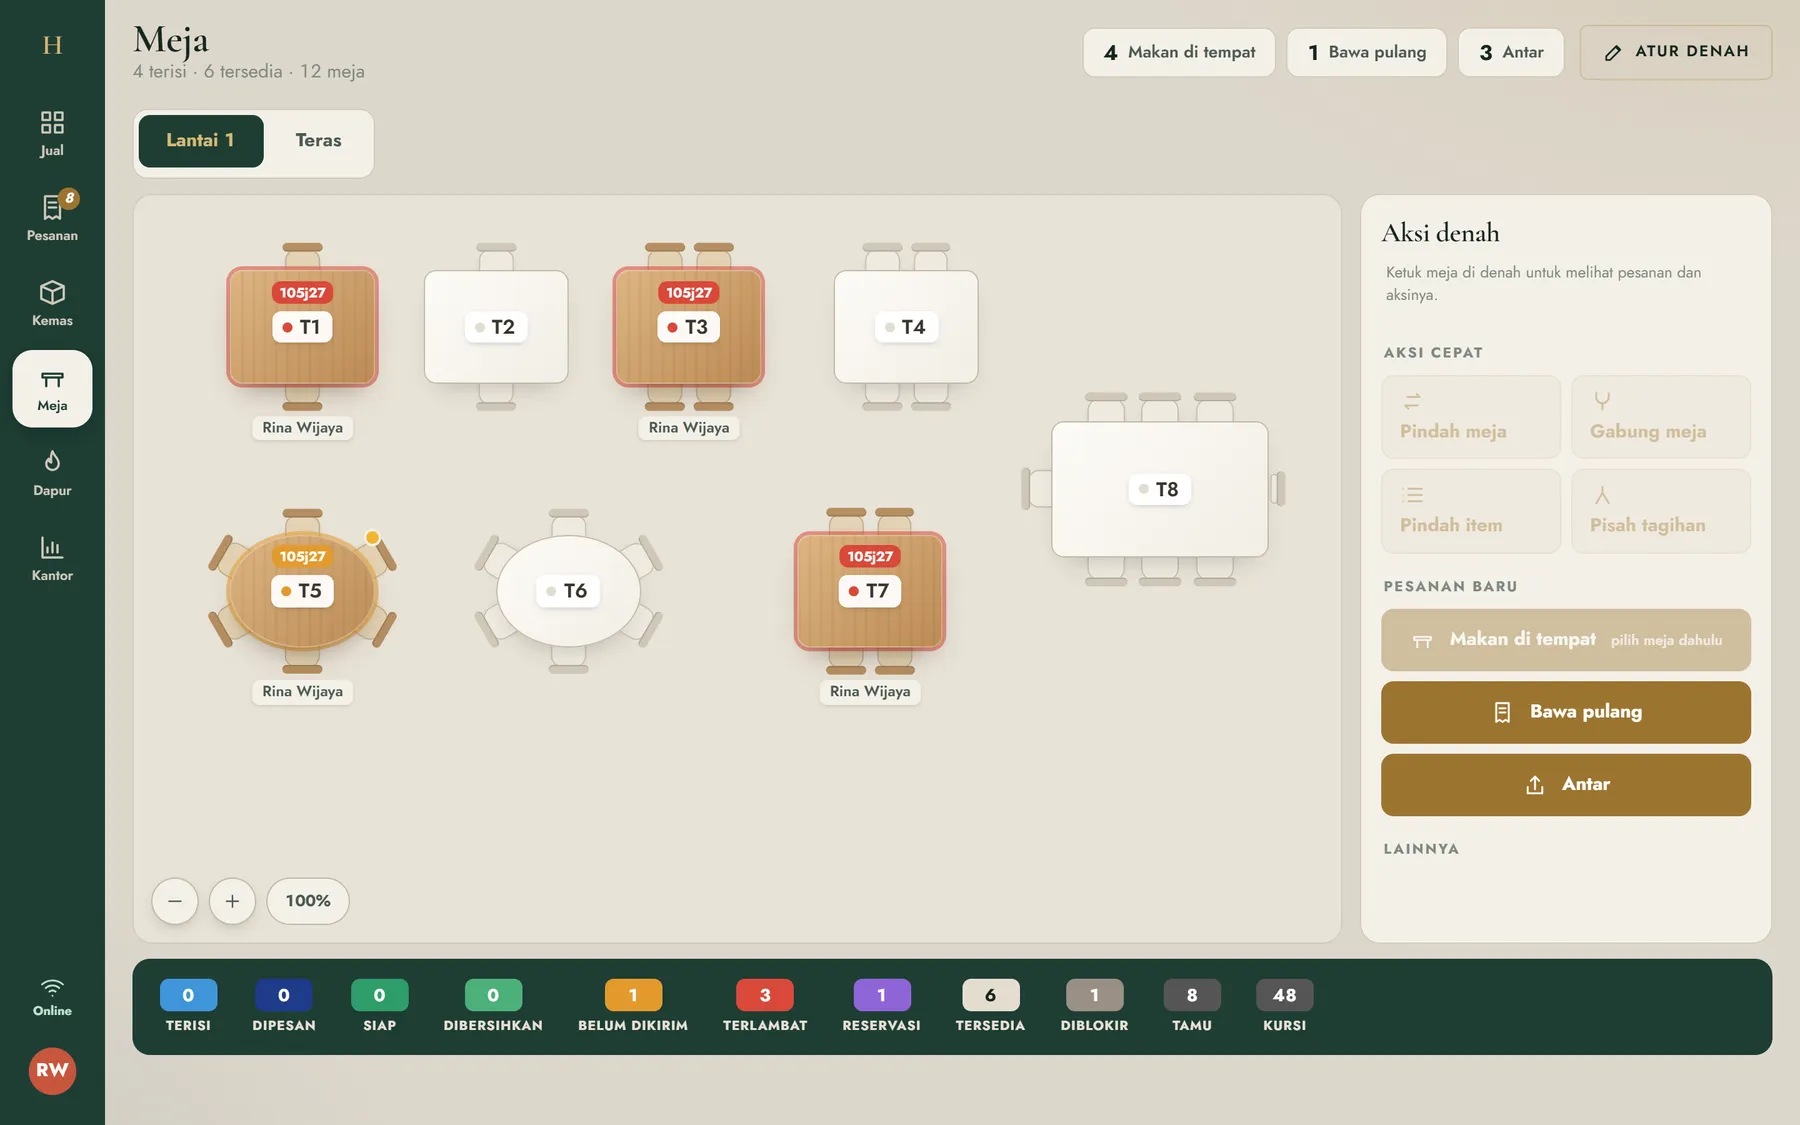 H
Jual
8
Pesanan
Kemas
Meja
Dapur
Kantor
Online
RW
Meja
4 terisi · 6 tersedia · 12 meja
4 Makan di tempat
1 Bawa pulang
3 Antar
ATUR DENAH
Lantai 1
Teras
105j27
T1
Rina Wijaya
T2
105j27
T3
Rina Wijaya
T4
T8
105j27
T5
Rina Wijaya
T6
105j27
T7
Rina Wijaya
100%
Aksi denah
Ketuk meja di denah untuk melihat pesanan dan
aksinya.
AKSI CEPAT
Pindah meja
Gabung meja
Pindah item
Pisah tagihan
PESANAN BARU
Makan di tempat pilih meja dahulu
Bawa pulang
Antar
LAINNYA
0
TERISI
0
DIPESAN
0
SIAP
0
DIBERSIHKAN
1
BELUM DIKIRIM
3
TERLAMBAT
1
RESERVASI
6
TERSEDIA
1
DIBLOKIR
8
TAMU
48
KURSI